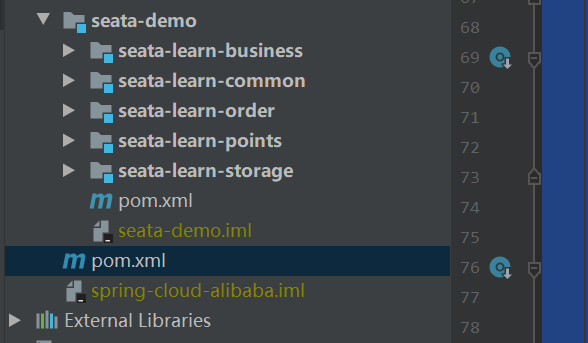 seata-demo
seata-learn-business
seata-learn-common
seata-learn-order
seata-learn-points
seata-learn-storage
m pom.xml
seata-demo.iml
m pom.xml
spring-cloud-alibaba.iml
External Libraries
68
69
70
71
72
73
74
75
76
77
78